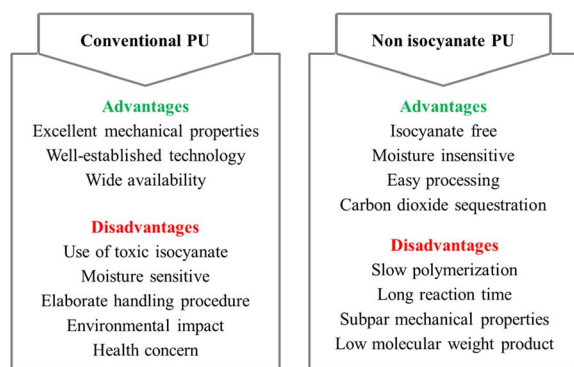 Conventional PU
Advantages
Excellent mechanical properties
Well-established technology
Wide availability
Disadvantages
Use of toxic isocyanate
Moisture sensitive
Elaborate handling procedure
Environmental impact
Health concern
Non isocyanate PU
Advantages
Isocyanate free
Moisture insensitive
Easy processing
Carbon dioxide sequestration
Disadvantages
Slow polymerization
Long reaction time
Subpar mechanical properties
Low molecular weight product